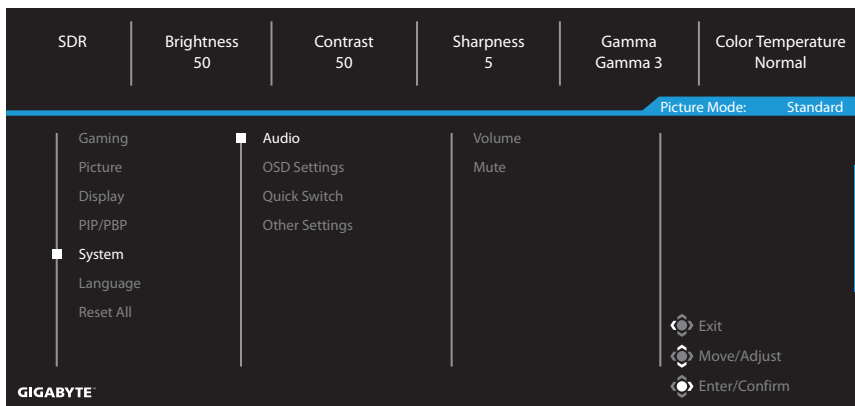 SDR
Brightness
50
Contrast
50
Sharpness
5
Gamma
Gamma 3
Color Temperature
Normal
Picture Mode: Standard
Gaming
Picture
Display
PIP/PBP
System
Language
Reset All
Audio
OSD Settings
Quick Switch
Other Settings
Volume
Mute
Exit
Move/Adjust
Enter/Confirm
GIGABYTE™